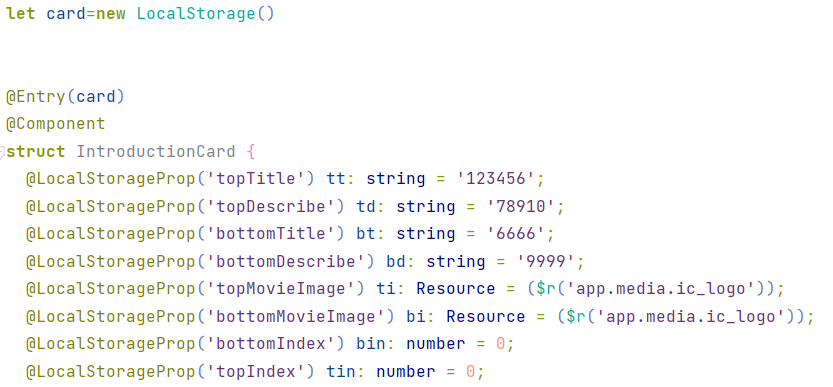 let card=new LocalStorage()
@Entry(card)
@Component
struct IntroductionCard {
@LocalStorageProp('topTitle') tt: string = '123456';
@LocalStorageProp('topDescribe') td: string = '78910';
@LocalStorageProp('bottomTitle') bt: string = '6666';
@LocalStorageProp('bottomDescribe') bd: string = '9999';
@LocalStorageProp('topMovieImage') ti: Resource = ($r('app.media.ic_logo'));
@LocalStorageProp('bottomMovieImage') bi: Resource = ($r('app.media.ic_logo'));
@LocalStorageProp('bottomIndex') bin: number = 0;
@LocalStorageProp('topIndex') tin: number = 0;